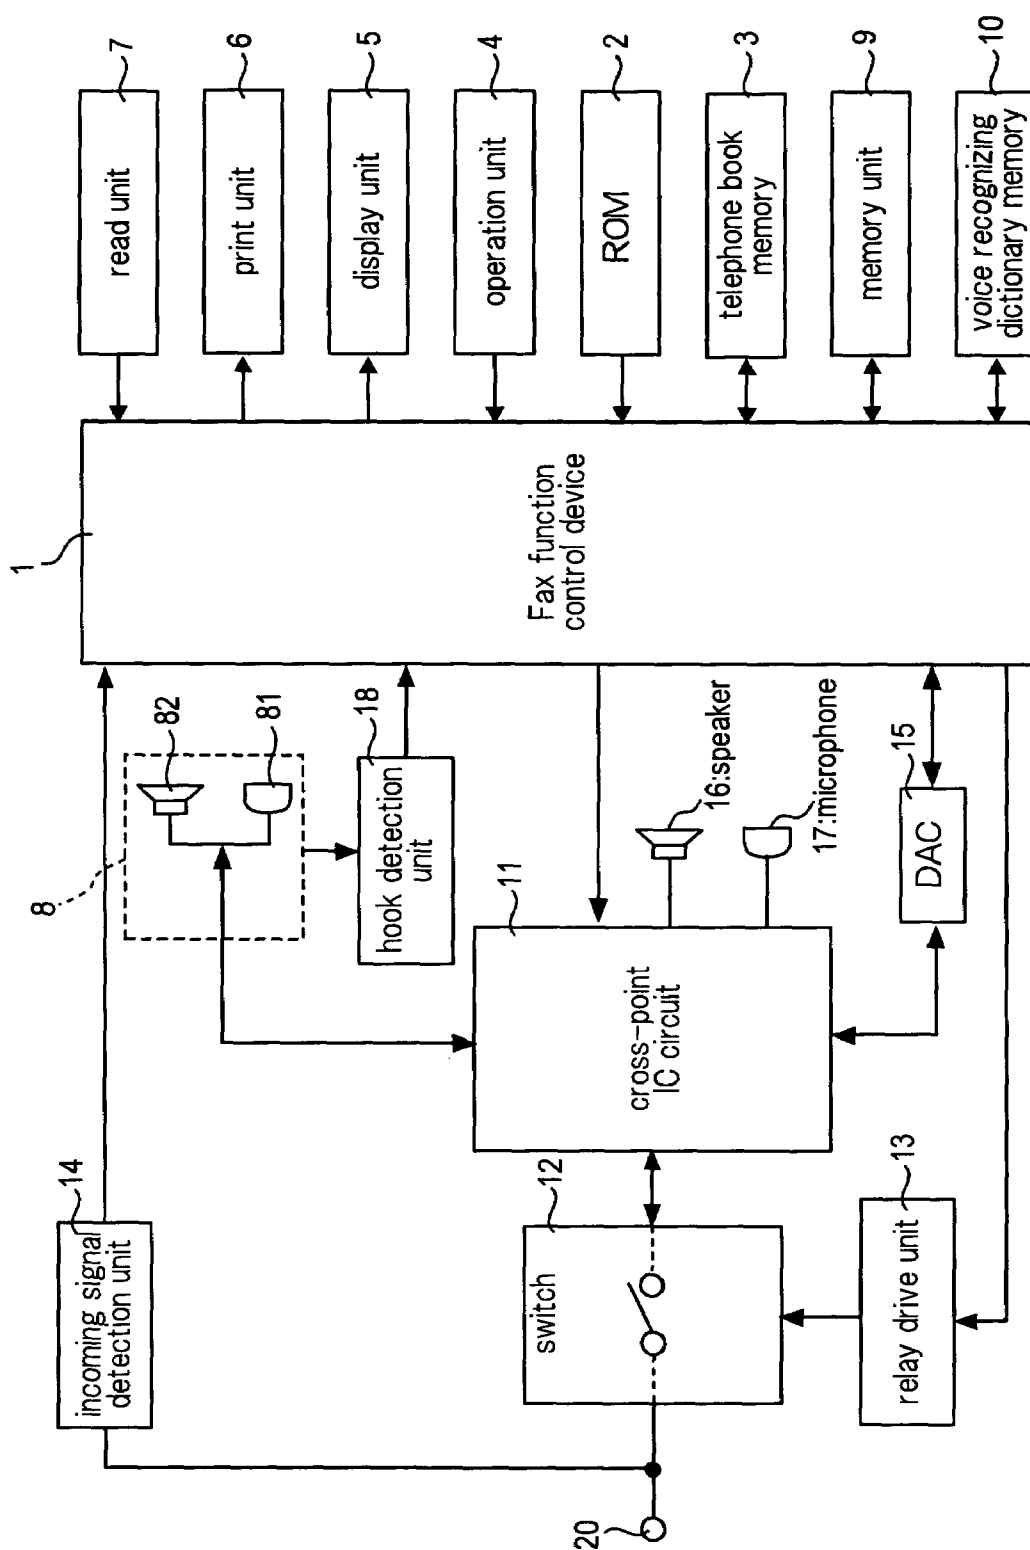 7
6
5
4
2
3
9
10
read unit
print unit
display unit
operation unit
ROM
telephone book
memory
memory unit
voice recognizing
dictionary memory
1
Fax function
control device
82
81
8
18
hook detection
unit
16:speaker
17:microphone
15
DAC
11
cross-point
IC circuit
14
incoming signal
detection unit
12
switch
13
relay drive unit
20